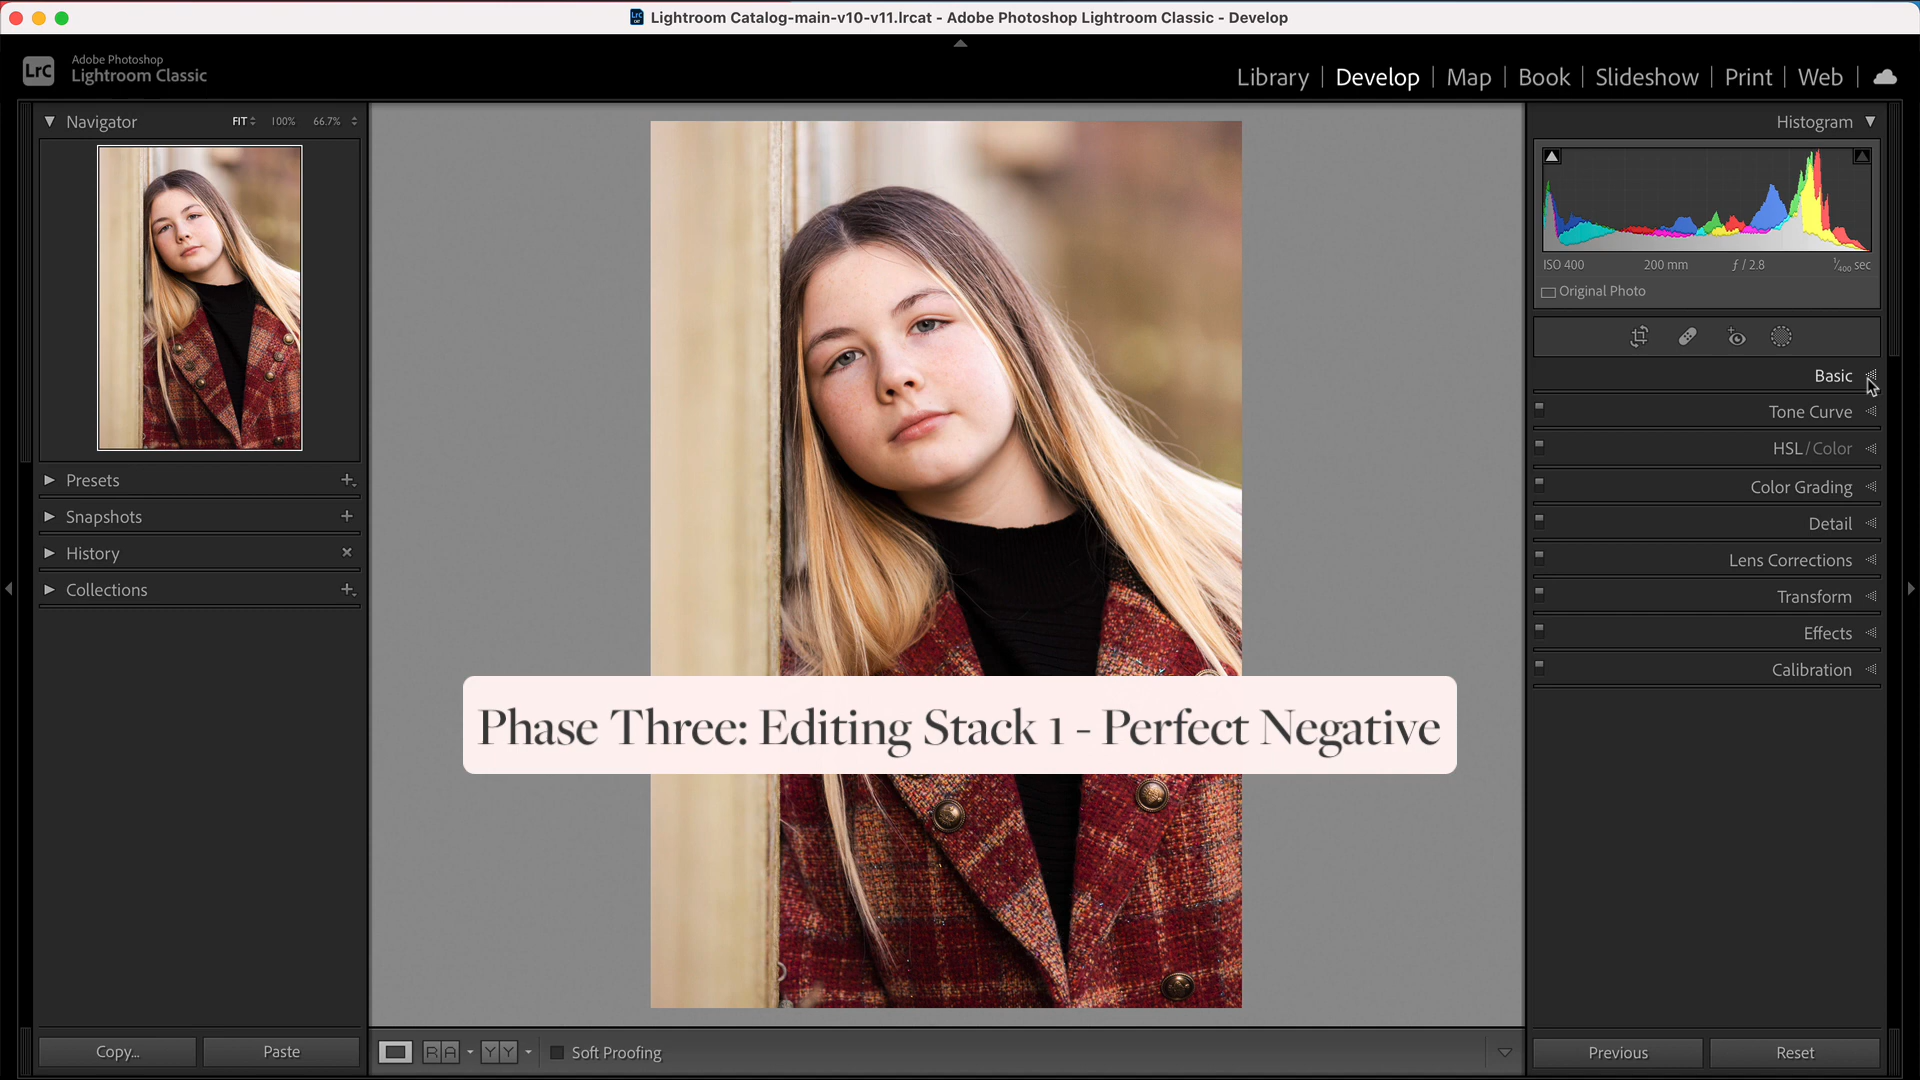 Lightroom Catalog-main-v10-v11.lrcat - Adobe Photoshop Lightroom Classic - Develop
LrC
Adobe Photoshop
Lightroom Classic
Library | Develop | Map | Book | Slideshow | Print | Web
Navigator FIT 100% 66.7%
Histogram
ISO 400 200 mm ƒ / 2.8 1/400 sec
Original Photo
Basic
Tone Curve
HSL / Color
Color Grading
Detail
Lens Corrections
Transform
Effects
Calibration
Presets
Snapshots
History
Collections
Phase Three: Editing Stack 1 - Perfect Negative
Copy... Paste
R A Y Y Soft Proofing
Previous Reset